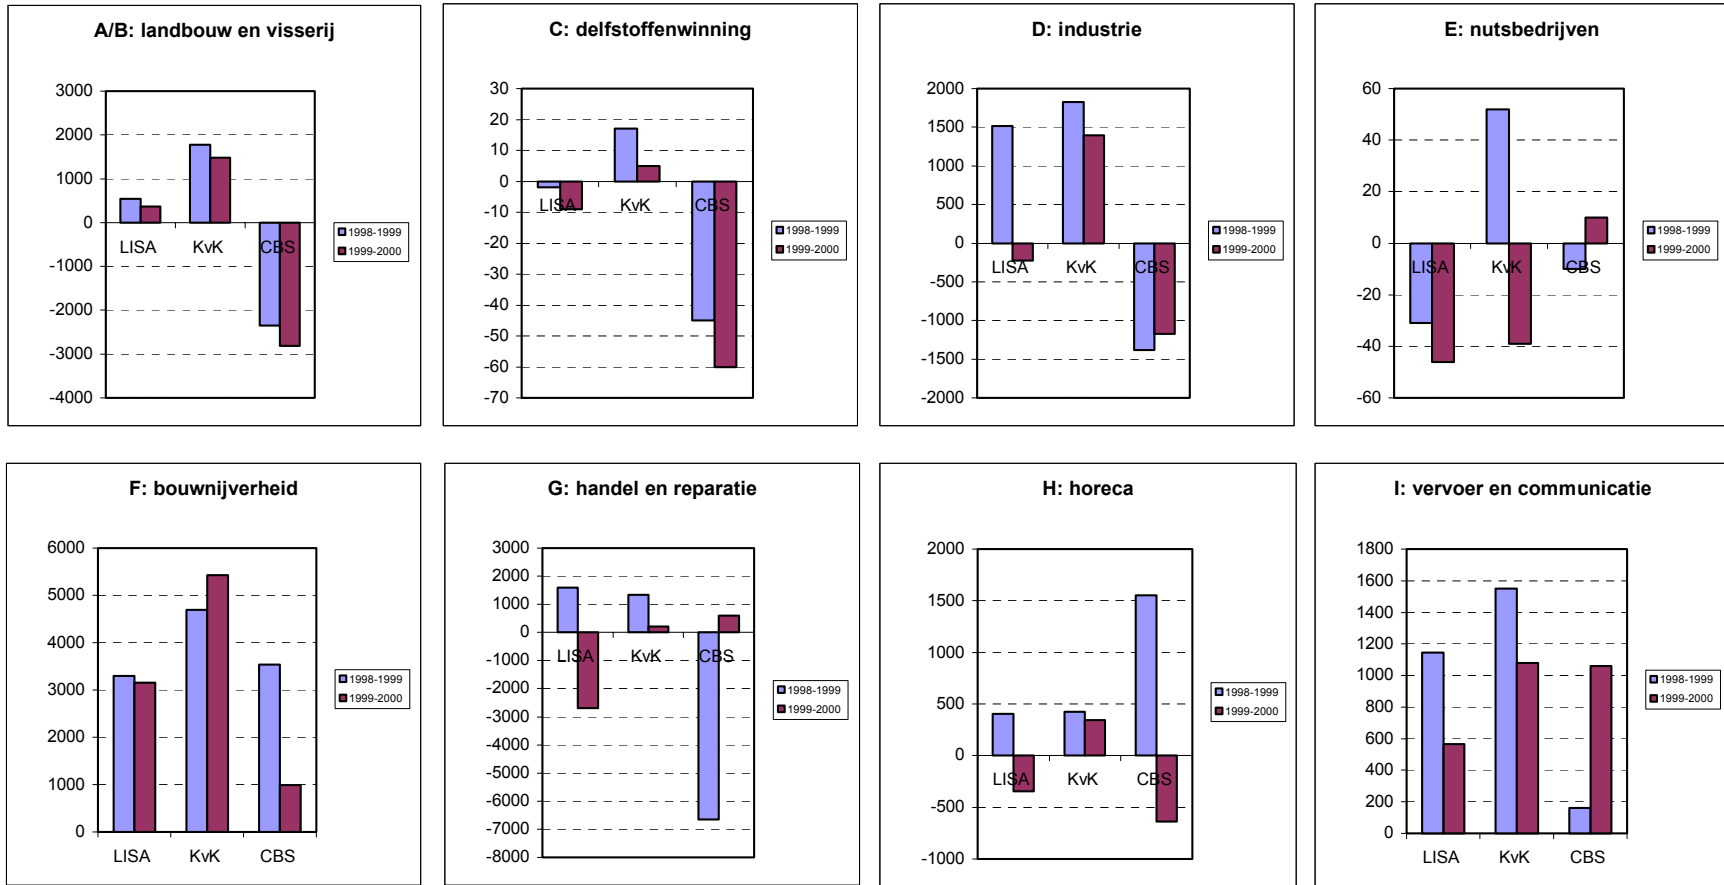 A/B: landbouw en visserij
3000
2000
1000
0
-1000
-2000
-3000
-4000
LISA
KvK
CBS
1998-1999
1999-2000
C: delfstoffenwinning
30
20
10
0
-10
-20
-30
-40
-50
-60
-70
LISA
KvK
CBS
1998-1999
1999-2000
D: industrie
2000
1500
1000
500
0
-500
-1000
-1500
-2000
LISA
KvK
CBS
1998-1999
1999-2000
E: nutsbedrijven
60
40
20
0
-20
-40
-60
LISA
KvK
CBS
1998-1999
1999-2000
F: bouwnijverheid
6000
5000
4000
3000
2000
1000
0
LISA
KvK
CBS
1998-1999
1999-2000
G: handel en reparatie
3000
2000
1000
0
-1000
-2000
-3000
-4000
-5000
-6000
-7000
-8000
LISA
KvK
CBS
1998-1999
1999-2000
H: horeca
2000
1500
1000
500
0
-500
-1000
LISA
KvK
CBS
1998-1999
1999-2000
I: vervoer en communicatie
1800
1600
1400
1200
1000
800
600
400
200
0
LISA
KvK
CBS
1998-1999
1999-2000